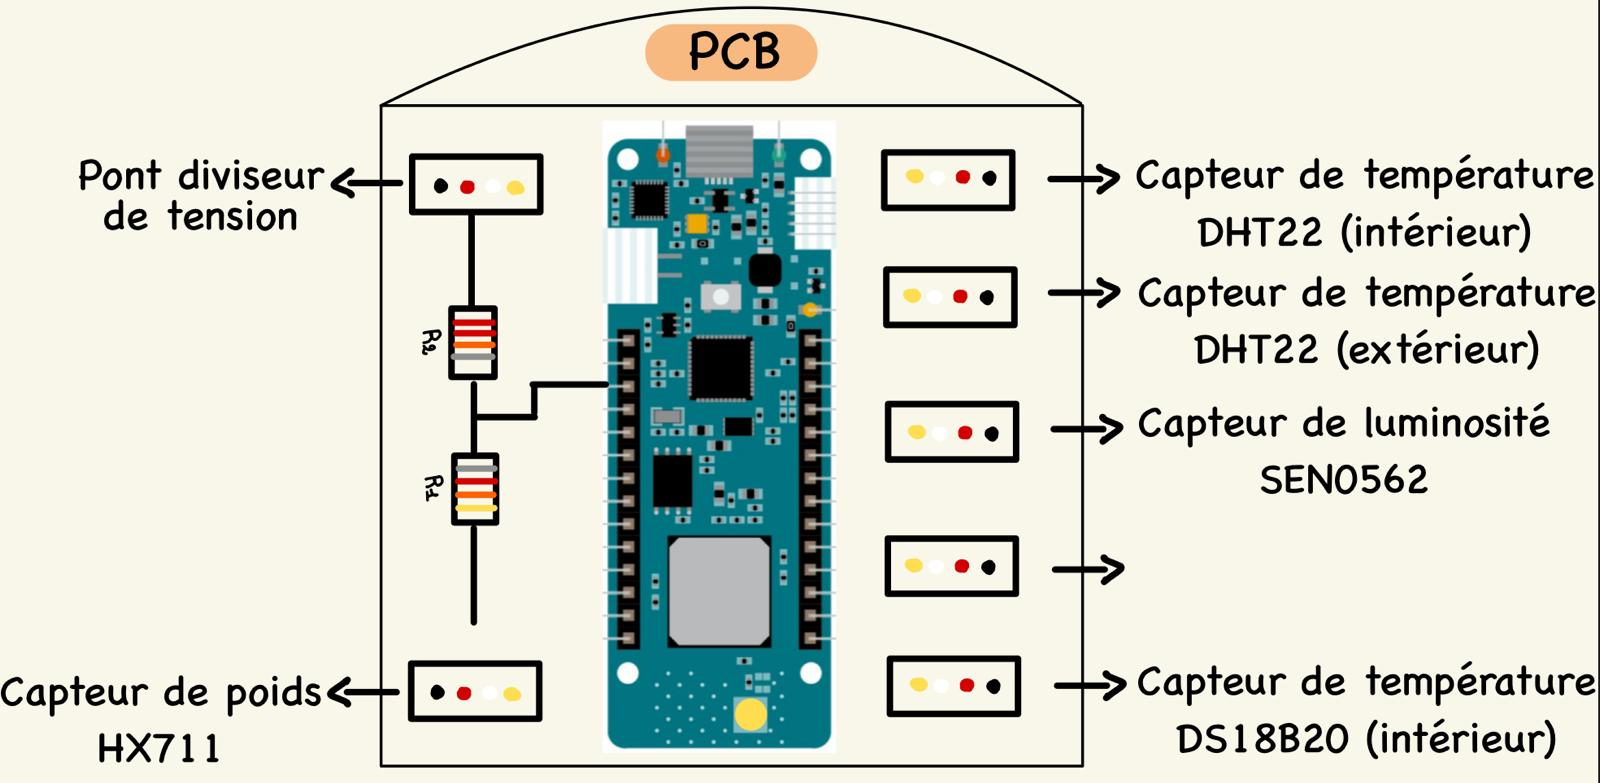 PCB
Pont diviseur
de tension
R2
R1
Capteur de poids
HX711
Capteur de température
DHT22 (intérieur)
Capteur de température
DHT22 (extérieur)
Capteur de luminosité
SEN0562
Capteur de température
DS18B20 (intérieur)